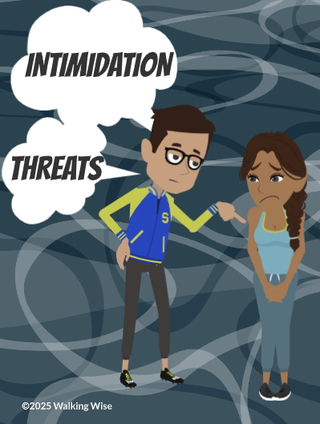 INTIMIDATION
THREATS
S
©2025 Walking Wise